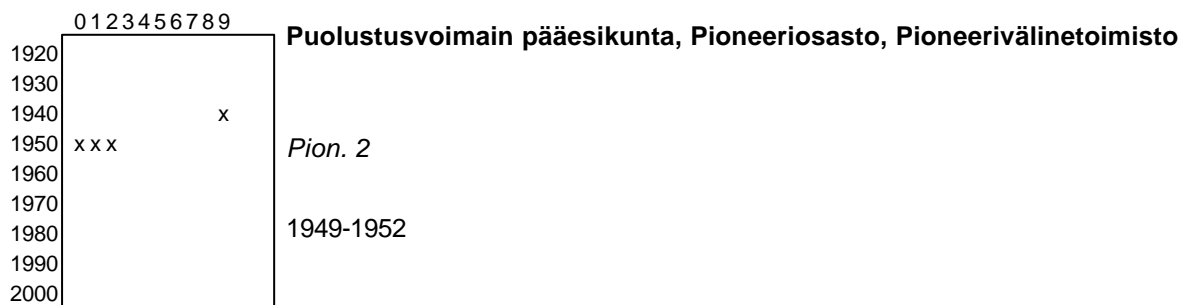 0123456789
Puolustusvoimain pääesikunta, Pioneeriosasto, Pioneerivälinetoimisto
1920
1930
1940 x
1950 x x x
Pion. 2
1960
1970
1980
1949-1952
1990
2000